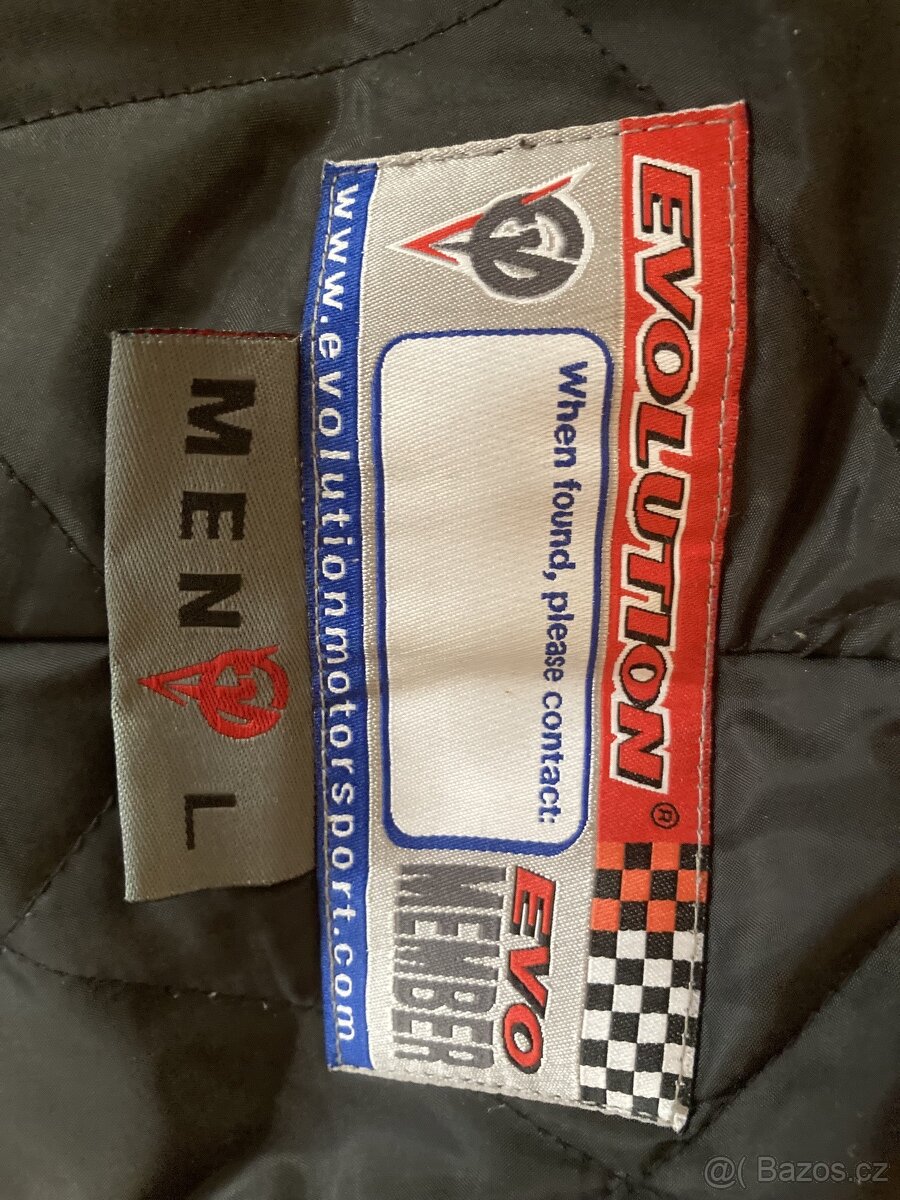 EVOLUTION®
When found, please contact:
EVO
MEMBER
www.evolutionmotorsport.com
MEN L
@( Bazos.cz